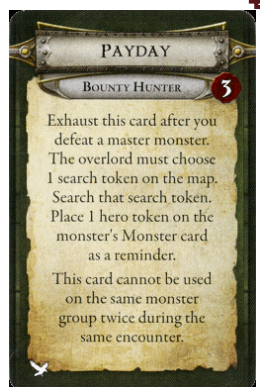 PAYDAY
BOUNTY HUNTER
3
Exhaust this card after you
defeat a master monster.
The overlord must choose
1 search token on the map.
Search that search token.
Place 1 hero token on the
monster's Monster card
as a reminder.
This card cannot be used
on the same monster
group twice during the
same encounter.